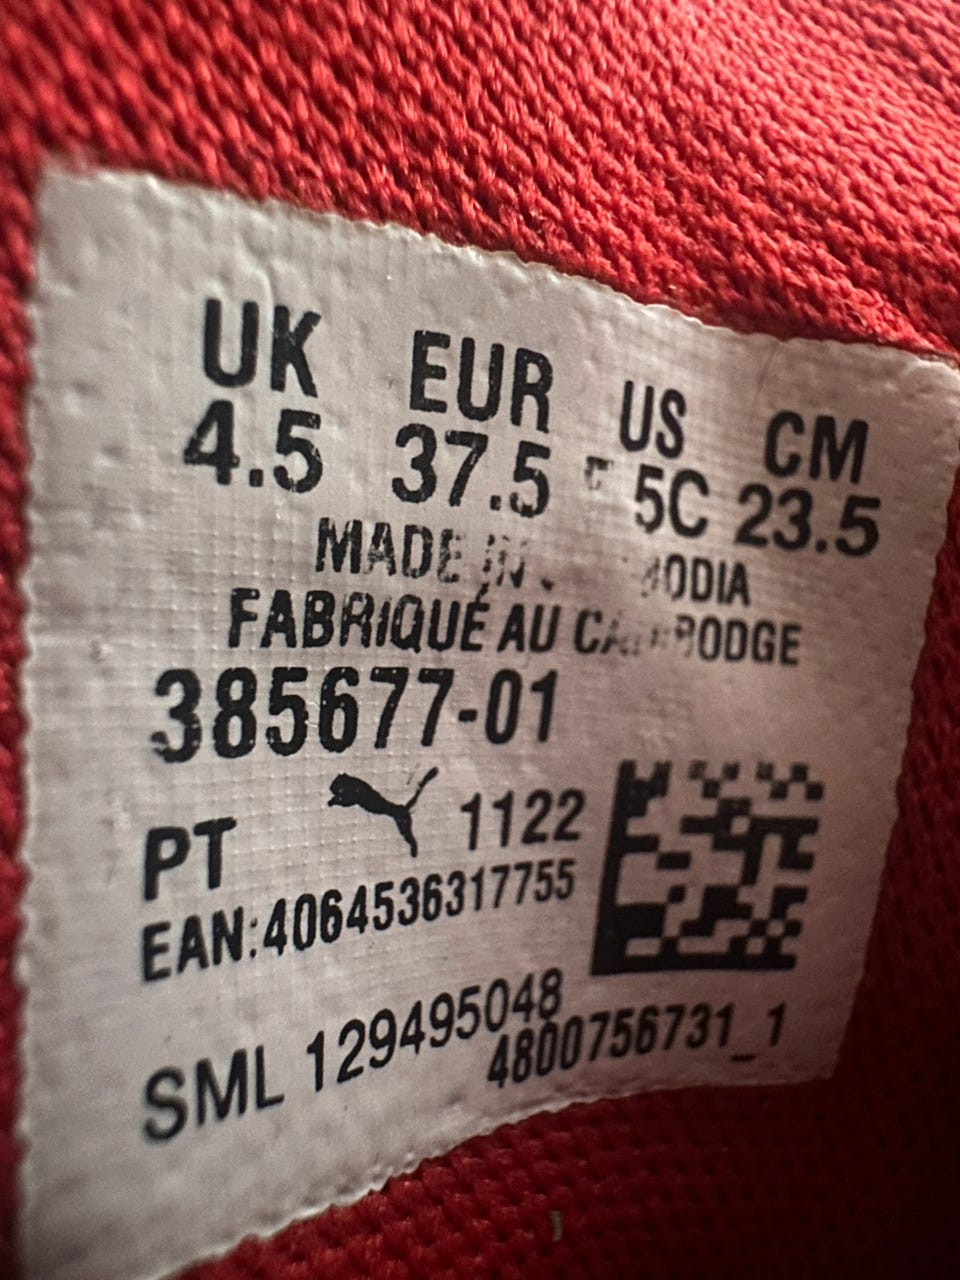 UK EUR US CM
4.5 37.5 5C 23.5
MADE IN
FABRIQUÉ AU
385677-01
PT 1122
EAN:4064536317755
SML 129495048
4800756731_1